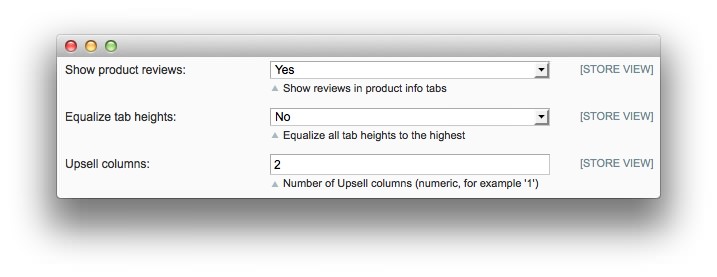 Show product reviews: Yes [STORE VIEW]
Show reviews in product info tabs
Equalize tab heights: No [STORE VIEW]
Equalize all tab heights to the highest
Upsell columns: 2 [STORE VIEW]
Number of Upsell columns (numeric, for example '1')